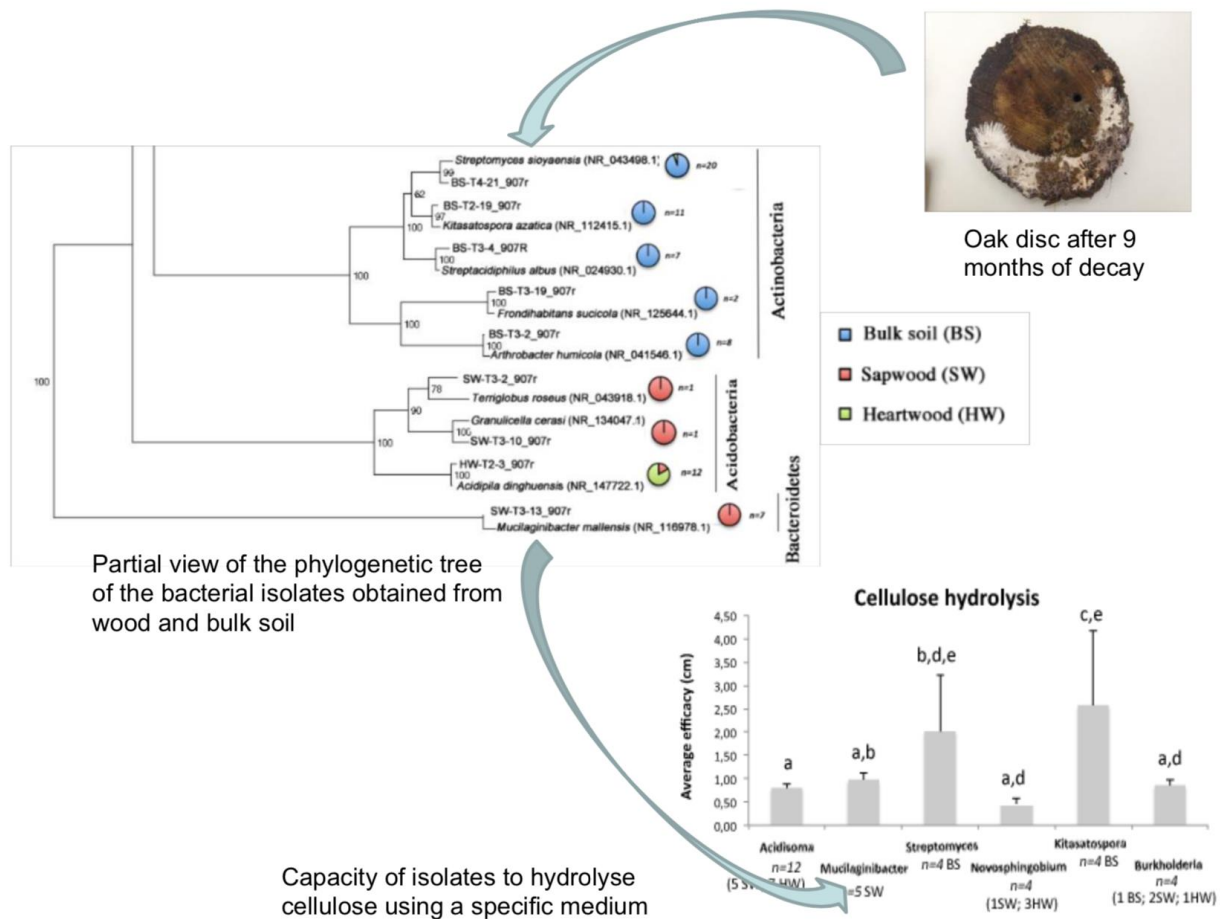 Oak disc after 9
months of decay
Streptomyces sioyaensis (NR_043498.1)
n=20
99
BS-T4-21_907r
62
BS-T2-19_907r
97
n=11
Kitasatospora azatica (NR_112415.1)
100
BS-T3-4_907R
n=7
100
Streptacidiphilus albus (NR_024930.1)
100
BS-T3-19_907r
100
n=2
Frondihabitans sucicola (NR_125644.1)
100
BS-T3-2_907r
100
n=8
Arthrobacter humicola (NR_041546.1)
Actinobacteria
100
SW-T3-2_907r
78
n=1
Terriglobus roseus (NR_043918.1)
90
Granulicella cerasi (NR_134047.1)
100
n=1
SW-T3-10_907r
100
HW-T2-3_907r
100
n=12
Acidipila dinghuensis (NR_147722.1)
Acidobacteria
SW-T3-13_907r
n=7
Mucilaginibacter mallensis (NR_116978.1)
Bacteroidetes
Bulk soil (BS)
Sapwood (SW)
Heartwood (HW)
Partial view of the phylogenetic tree
of the bacterial isolates obtained from
wood and bulk soil
Cellulose hydrolysis
Average efficacy (cm)
4,50
4,00
3,50
3,00
2,50
2,00
1,50
1,00
0,50
0,00
a
a,b
b,d,e
a,d
c,e
a,d
Acidisoma
n=12
(5 HW)
Mucilaginibacter
=5 SW
Streptomyces
n=4 BS
Novosphingobium
n=4
(1SW; 3HW)
Kitasatospora
n=4 BS
Burkholderia
n=4
(1 BS; 2SW; 1HW)
Capacity of isolates to hydrolyse
cellulose using a specific medium